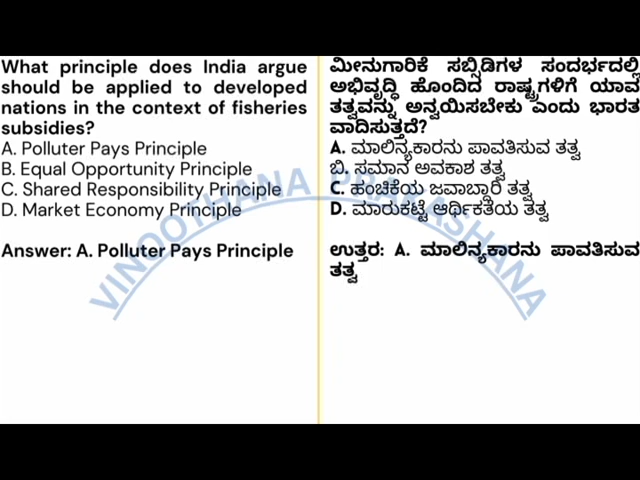 What principle does India argue
should be applied to developed
nations in the context of fisheries
subsidies?
A. Polluter Pays Principle
B. Equal Opportunity Principle
C. Shared Responsibility Principle
D. Market Economy Principle
Answer: A. Polluter Pays Principle
ಮೀನುಗಾರಿಕೆ ಸಬ್ಸಿಡಿಗಳ ಸಂದರ್ಭದಲ್ಲಿ
ಅಭಿವೃದ್ಧಿ ಹೊಂದಿದ ರಾಷ್ಟ್ರಗಳಿಗೆ ಯಾವ
ತತ್ವವನ್ನು ಅನ್ವಯಿಸಬೇಕು ಎಂದು ಭಾರತ
ವಾದಿಸುತ್ತದೆ?
A. ಮಾಲಿನ್ಯಕಾರನು ಪಾವತಿಸುವ ತತ್ವ
ಬಿ. ಸಮಾನ ಅವಕಾಶ ತತ್ವ
C. ಹಂಚಿಕೆಯ ಜವಾಬ್ದಾರಿ ತತ್ವ
D. ಮಾರುಕಟ್ಟೆ ಆರ್ಥಿಕತೆಯ ತತ್ವ
ಉತ್ತರ: A. ಮಾಲಿನ್ಯಕಾರನು ಪಾವತಿಸುವ
ತತ್ವ
VINOOTHANA PRAKASHANA